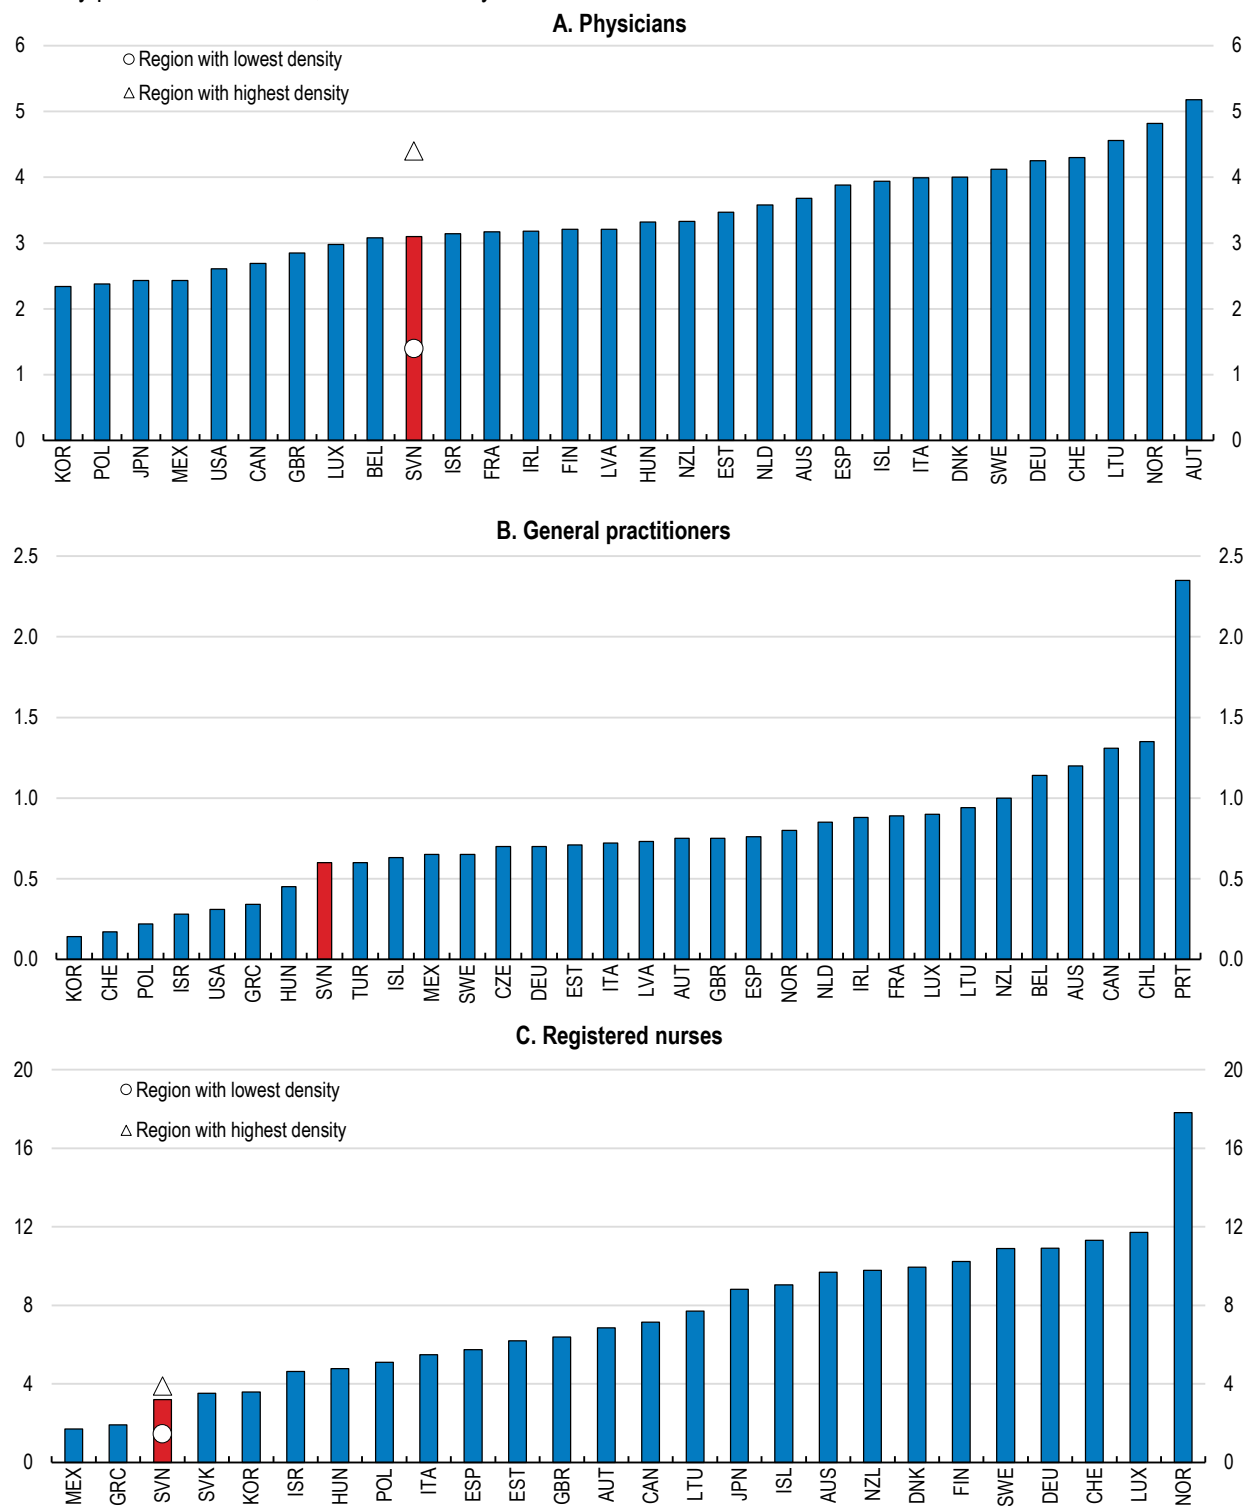 A. Physicians
6 6
Region with lowest density
Region with highest density
5 5
4 4
3 3
2 2
1 1
0 0
KOR POL JPN MEX USA CAN GBR LUX BEL SVN ISR FRA IRL FIN LVA HUN NZL EST NLD AUS ESP ISL ITA DNK SWE DEU CHE LTU NOR AUT
B. General practitioners
2.5 2.5
2.0 2.0
1.5 1.5
1.0 1.0
0.5 0.5
0.0 0.0
KOR CHE POL ISR USA GRC HUN SVN TUR ISL MEX SWE CZE DEU EST ITA LVA AUT GBR ESP NOR NLD IRL FRA LUX LTU NZL BEL AUS CAN CHL PRT
C. Registered nurses
20 20
Region with lowest density
Region with highest density
16 16
12 12
8 8
4 4
0 0
MEX GRC SVN SVK KOR ISR HUN POL ITA ESP EST GBR AUT CAN LTU JPN ISL AUS NZL DNK FIN SWE DEU CHE LUX NOR